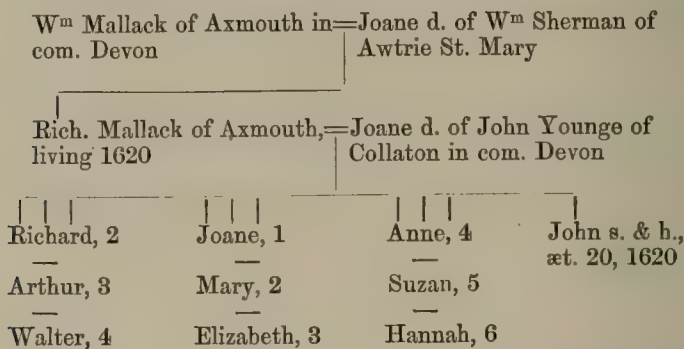 Wᵐ Mallack of Axmouth in=Joane d. of Wᵐ Sherman of
com. Devon Awtrie St. Mary
Rich. Mallack of Axmouth,=Joane d. of John Younge of
living 1620 Collaton in com. Devon
Richard, 2 Joane, 1 Anne, 4 John s. & h.,
æt. 20, 1620
Arthur, 3 Mary, 2 Suzan, 5
Walter, 4 Elizabeth, 3 Hannah, 6